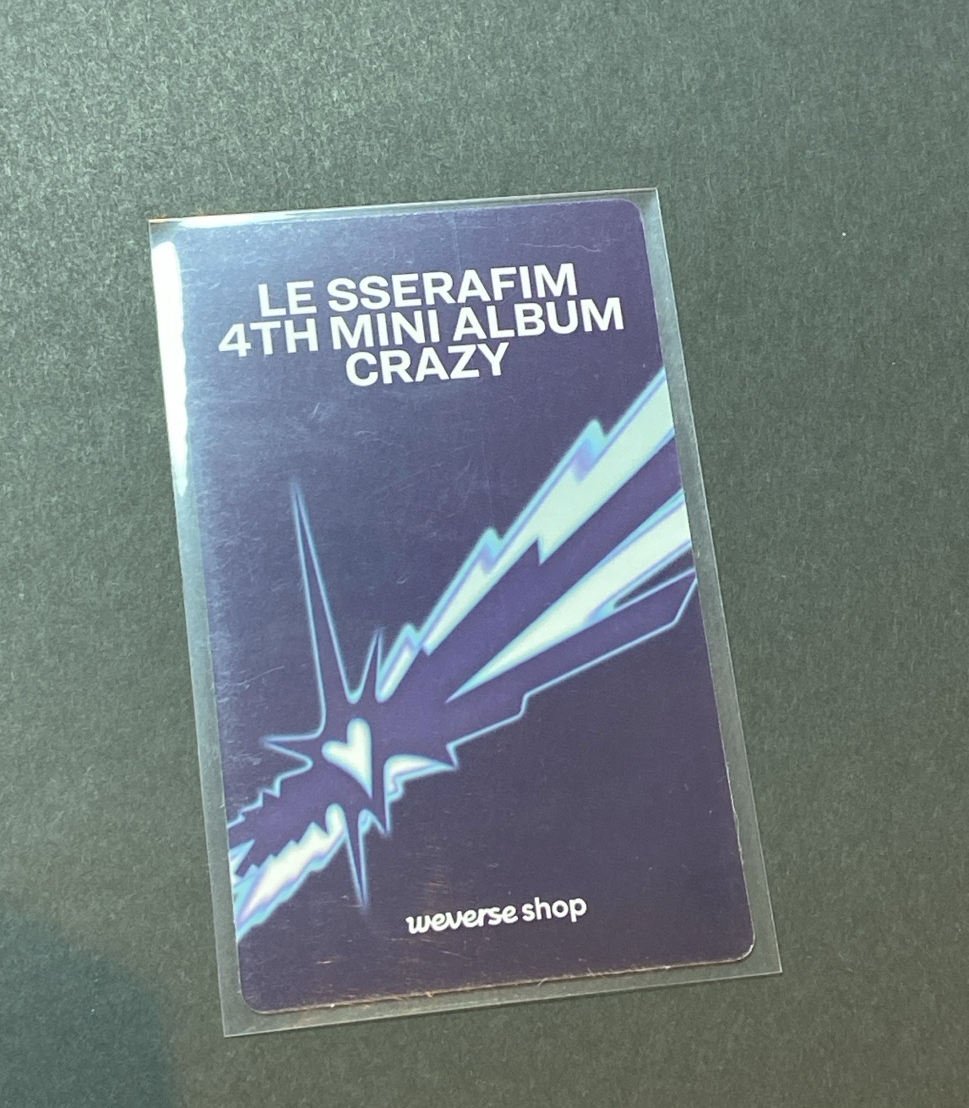 LE SSERAFIM
4TH MINI ALBUM
CRAZY
weverse shop